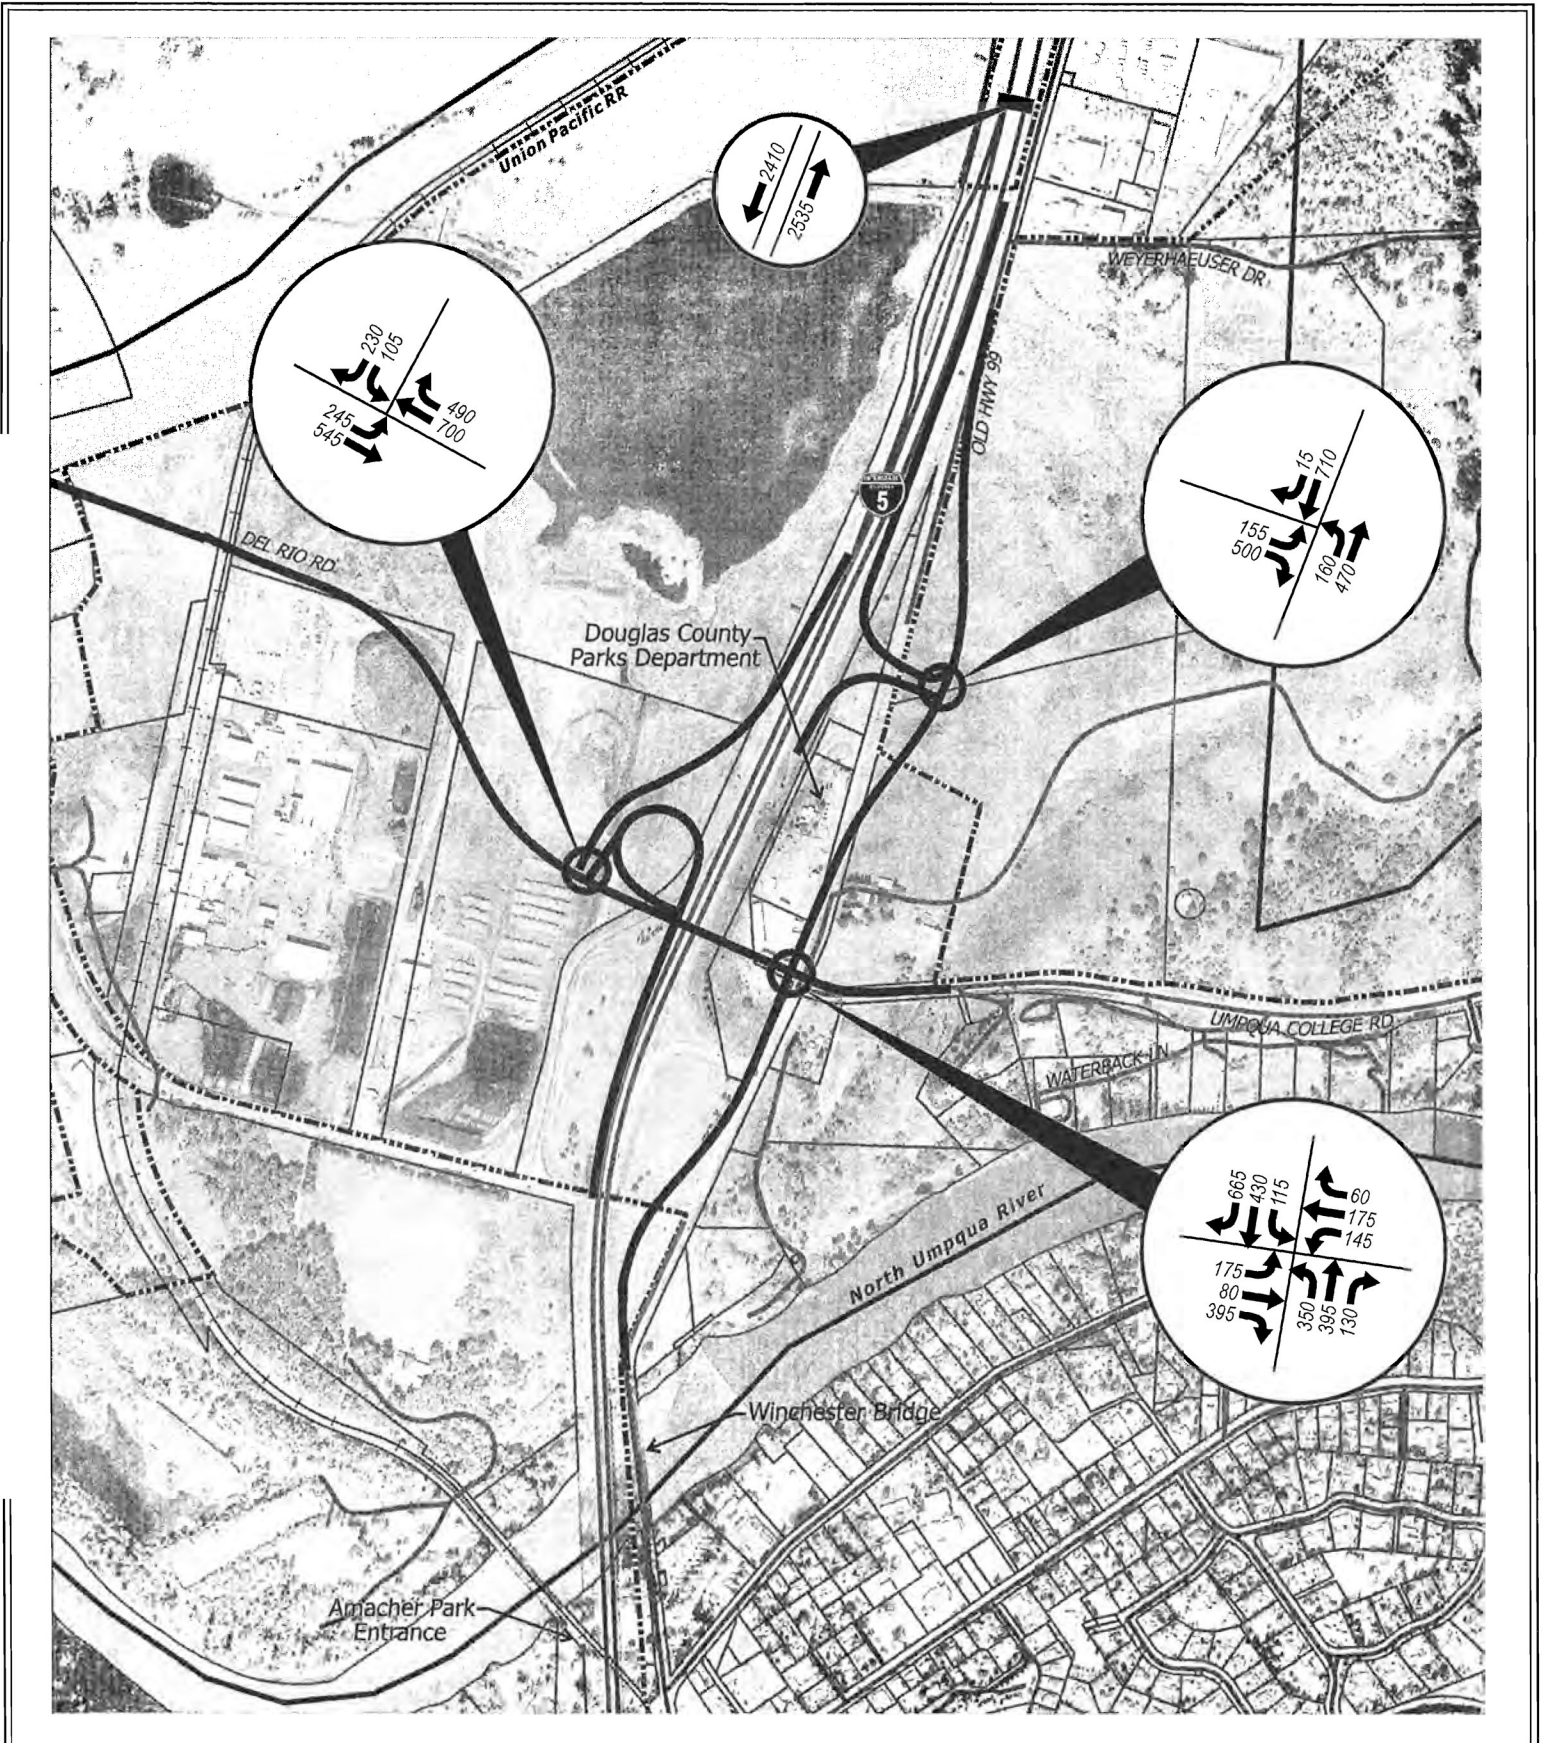 Union Pacific RR
2410
2535
WEYERHAEUSER DR
230
105
490
700
245
545
OLD HWY 99
INTERSTATE
5
15
710
155
500
160
470
DEL RIO RD
Douglas County
Parks Department
UMPQUA COLLEGE RD
WATERBACK LN
665
430
115
60
175
145
175
80
395
350
395
130
North Umpqua River
Winchester Bridge
Amacher Park
Entrance